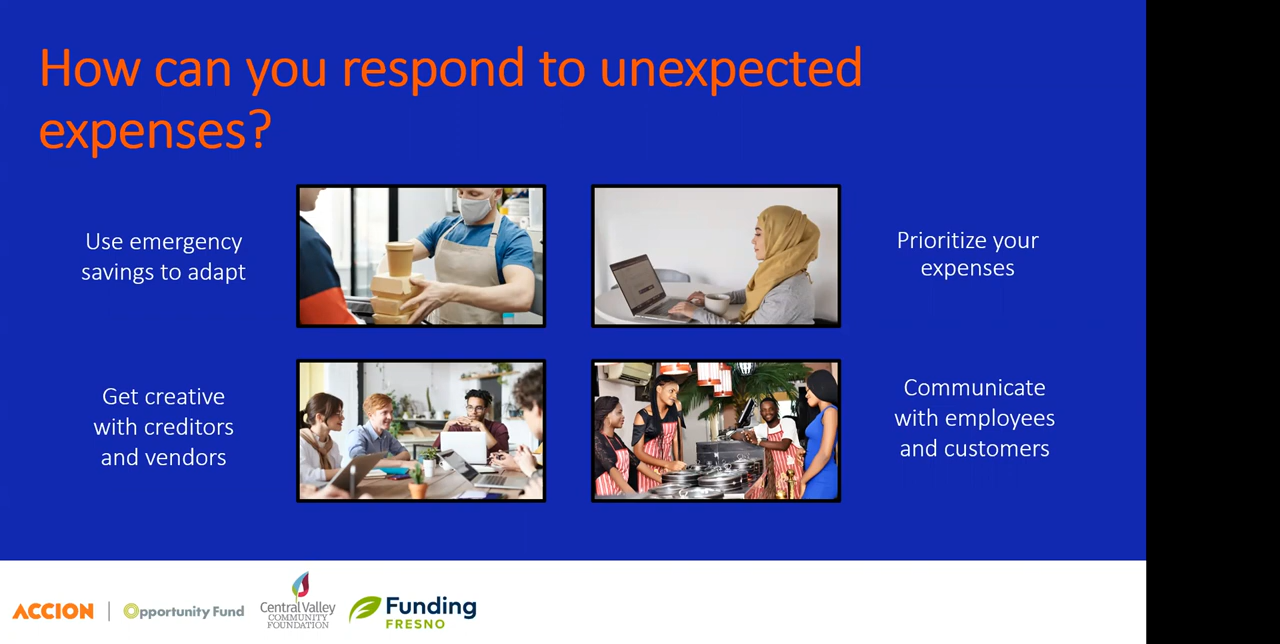 How can you respond to unexpected
expenses?
Use emergency
savings to adapt
Prioritize your
expenses
Get creative
with creditors
and vendors
Communicate
with employees
and customers
ACCION | Opportunity Fund
Central Valley
COMMUNITY
FOUNDATION
Funding
FRESNO